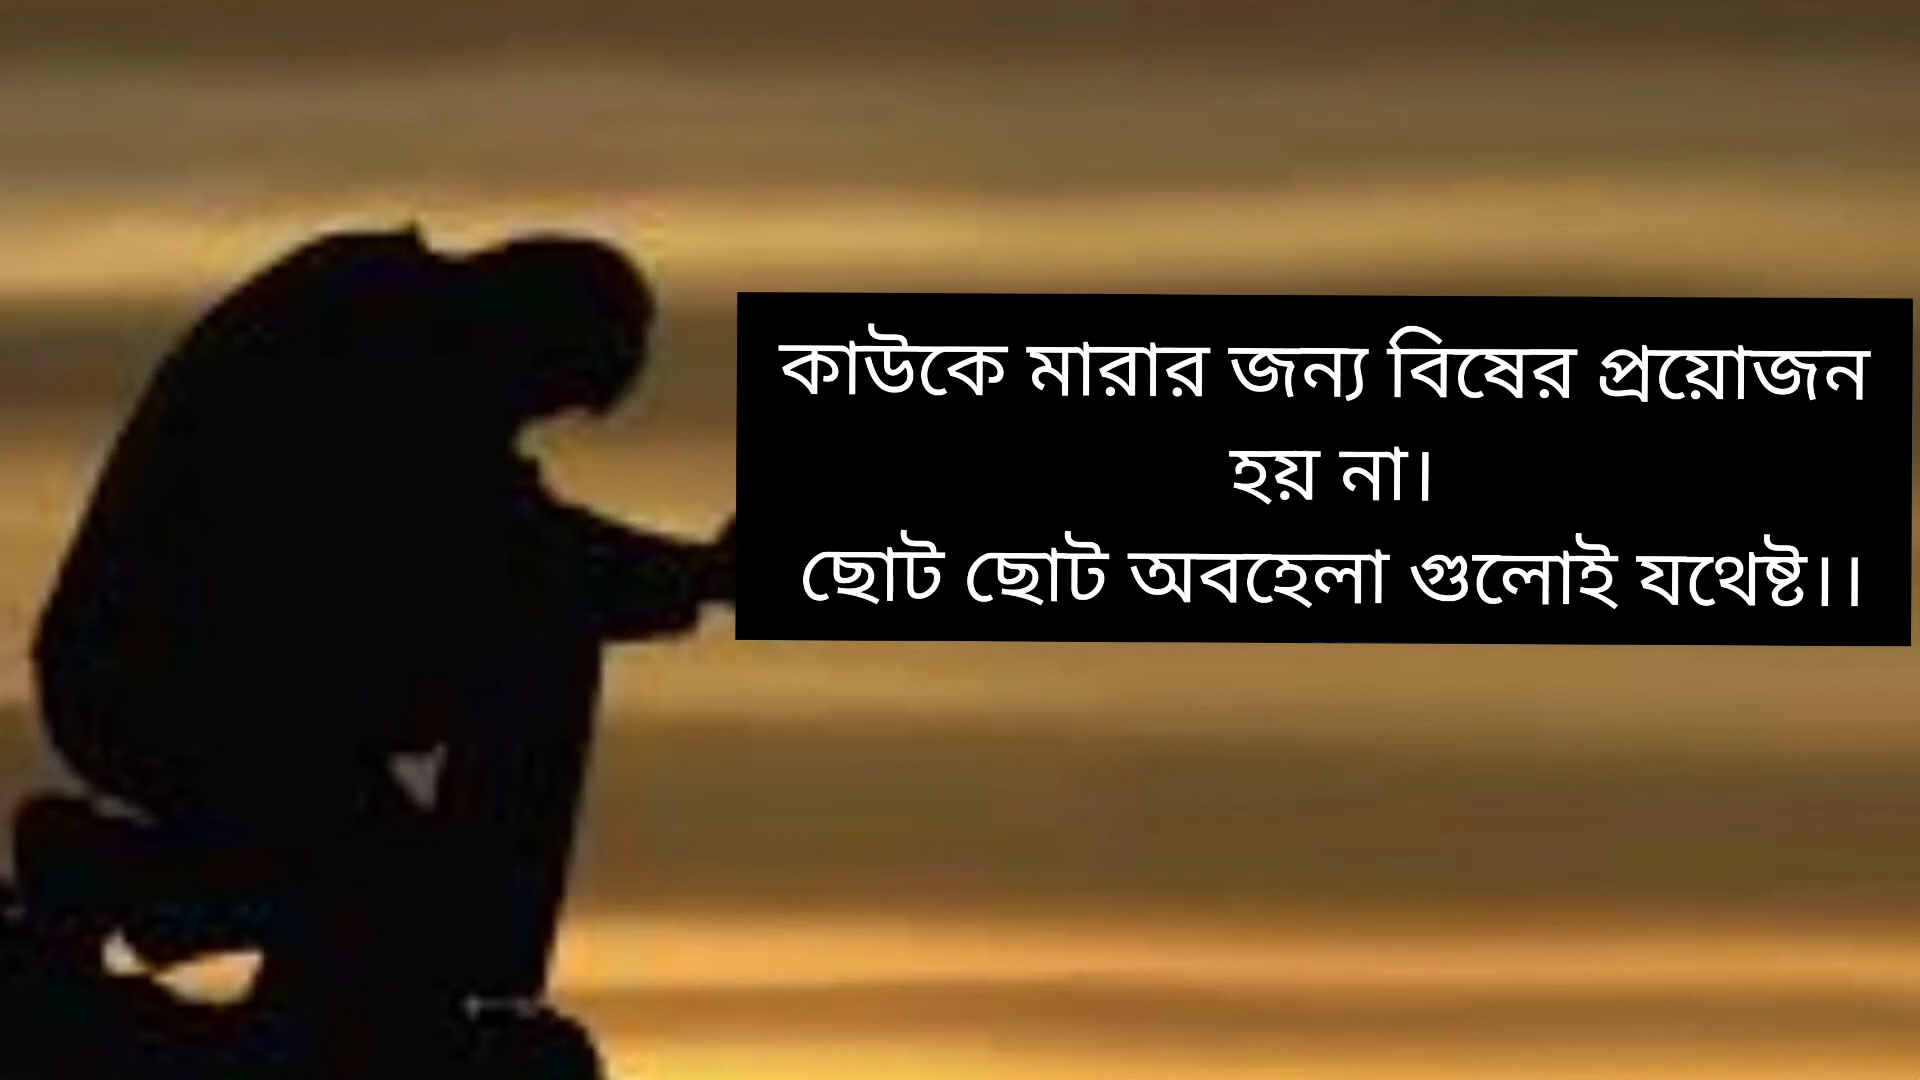 কাউকে মারার জন্য বিষের প্রয়োজন
হয় না।
ছোট ছোট অবহেলা গুলোই যথেষ্ট।।